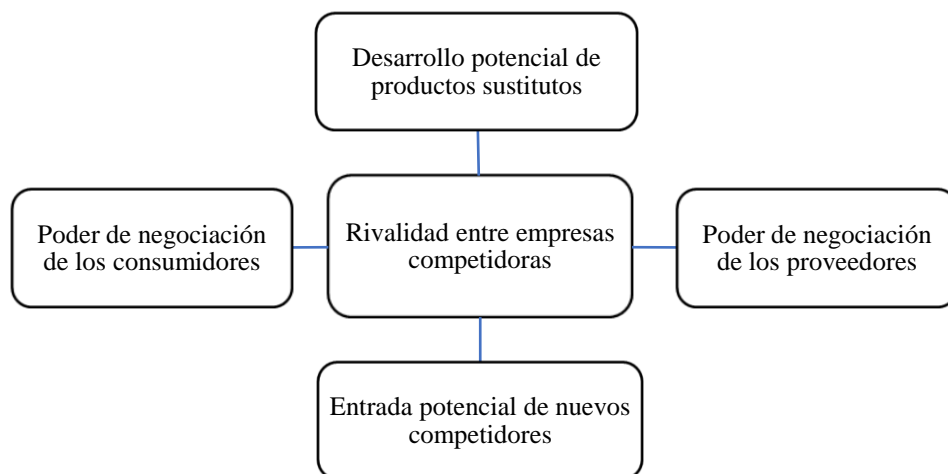 Desarrollo potencial de
productos sustitutos
Poder de negociación
de los consumidores
Rivalidad entre empresas
competidoras
Poder de negociación
de los proveedores
Entrada potencial de nuevos
competidores